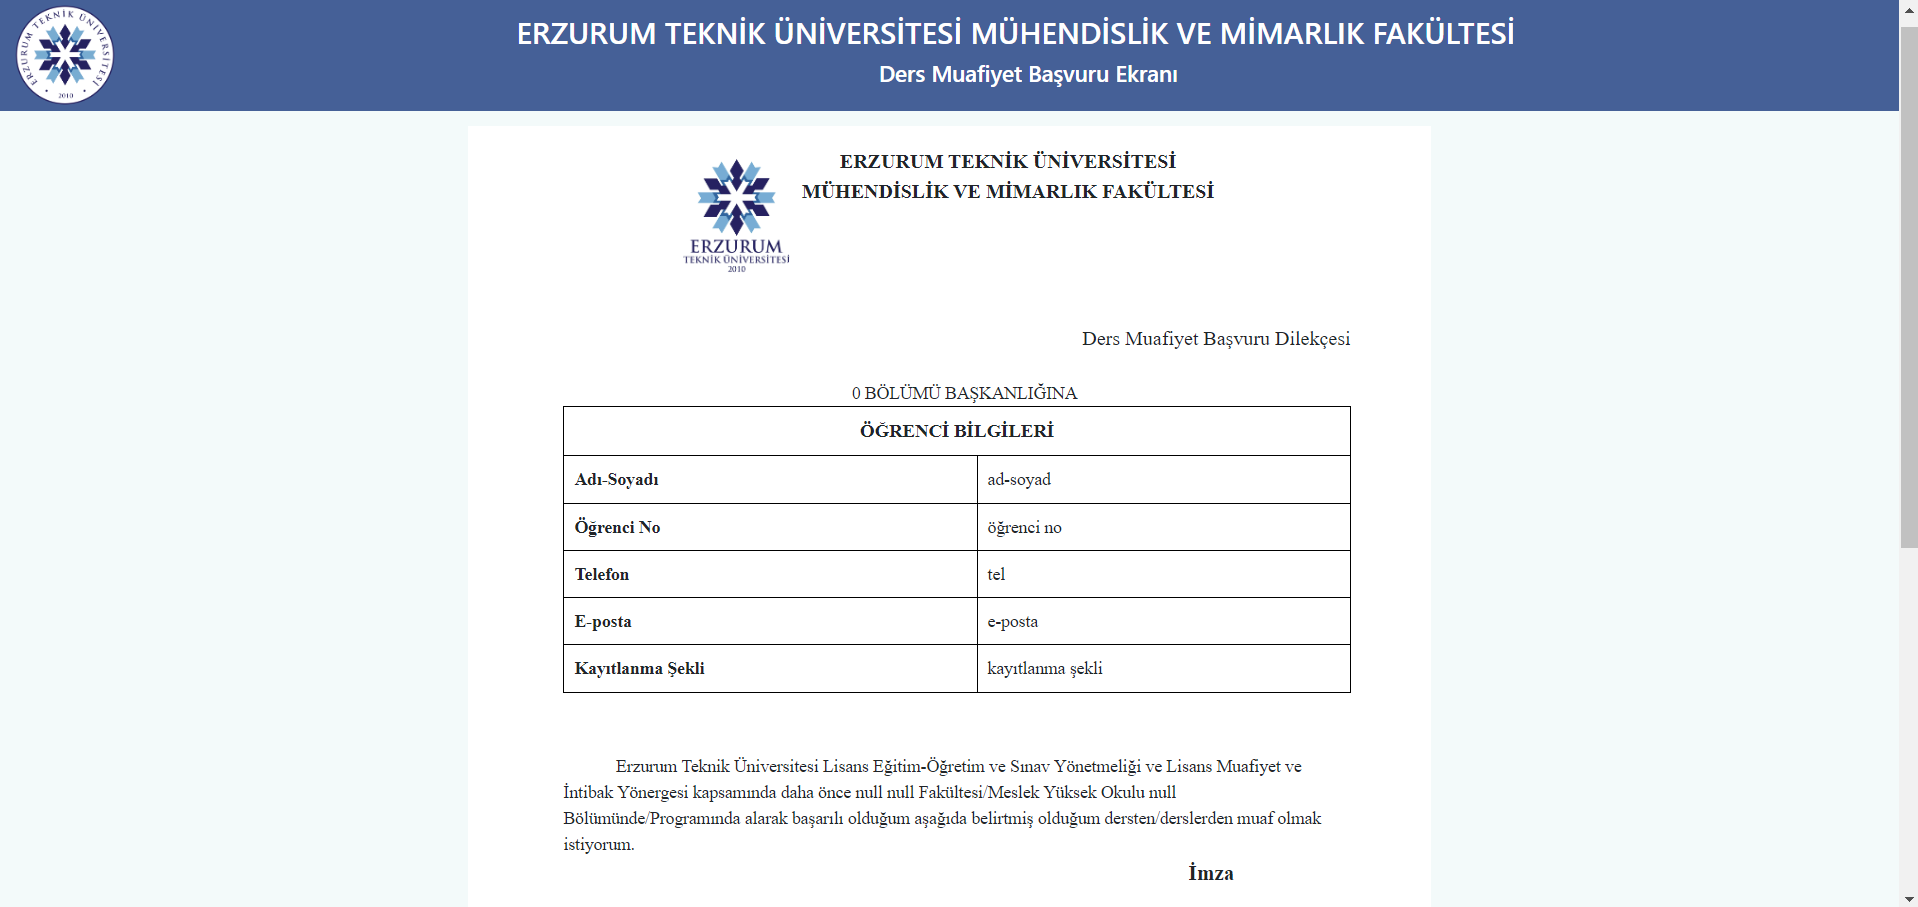 ERZURUM TEKNİK ÜNİVERSİTESİ
2010
ERZURUM TEKNİK ÜNİVERSİTESİ MÜHENDİSLİK VE MİMARLIK FAKÜLTESİ
Ders Muafiyet Başvuru Ekranı
ERZURUM
TEKNİK ÜNİVERSİTESİ
2010
ERZURUM TEKNİK ÜNİVERSİTESİ
MÜHENDİSLİK VE MİMARLIK FAKÜLTESİ
Ders Muafiyet Başvuru Dilekçesi
0 BÖLÜMÜ BAŞKANLIĞINA
ÖĞRENCİ BİLGİLERİ
Adı-Soyadı ad-soyad
Öğrenci No öğrenci no
Telefon tel
E-posta e-posta
Kayıtlanma Şekli kayıtlanma şekli
Erzurum Teknik Üniversitesi Lisans Eğitim-Öğretim ve Sınav Yönetmeliği ve Lisans Muafiyet ve
İntibak Yönergesi kapsamında daha önce null null Fakültesi/Meslek Yüksek Okulu null
Bölümünde/Programında alarak başarılı olduğum aşağıda belirtmiş olduğum dersten/derslerden muaf olmak
istiyorum.
İmza